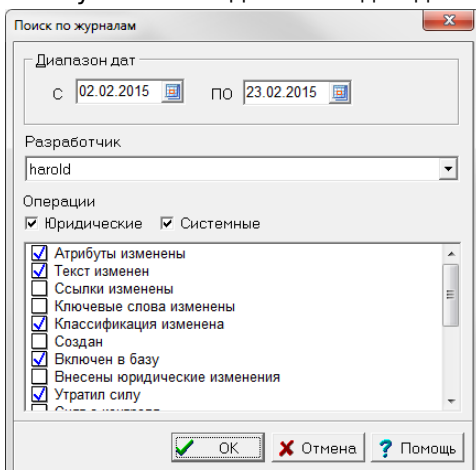 Поиск по журналам
Диапазон дат
С 02.02.2015 ПО 23.02.2015
Разработчик
harold
Операции
Юридические Системные
Атрибуты изменены
Текст изменен
Ссылки изменены
Ключевые слова изменены
Классификация изменена
Создан
Включен в базу
Внесены юридические изменения
Утратил силу
ОК Отмена Помощь